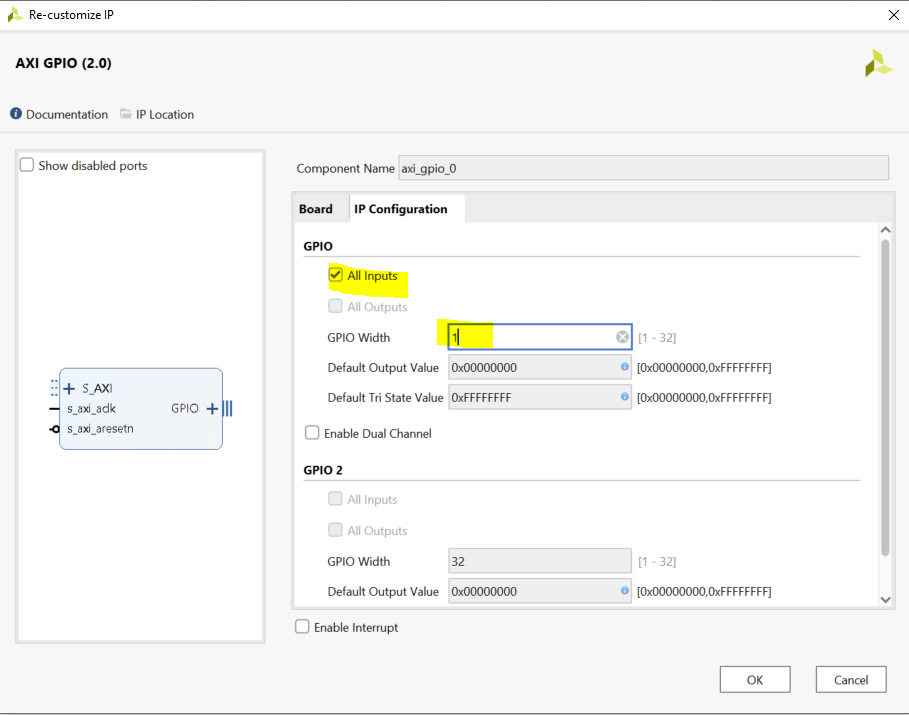 Re-customize IP
AXI GPIO (2.0)
Documentation IP Location
Show disabled ports
S_AXI
s_axi_aclk
s_axi_aresetn
GPIO
Component Name axi_gpio_0
Board IP Configuration
GPIO
All Inputs
All Outputs
GPIO Width 1 [1 - 32]
Default Output Value 0x00000000 [0x00000000,0xFFFFFFFF]
Default Tri State Value 0xFFFFFFFF [0x00000000,0xFFFFFFFF]
Enable Dual Channel
GPIO 2
All Inputs
All Outputs
GPIO Width 32 [1 - 32]
Default Output Value 0x00000000 [0x00000000,0xFFFFFFFF]
Enable Interrupt
OK Cancel